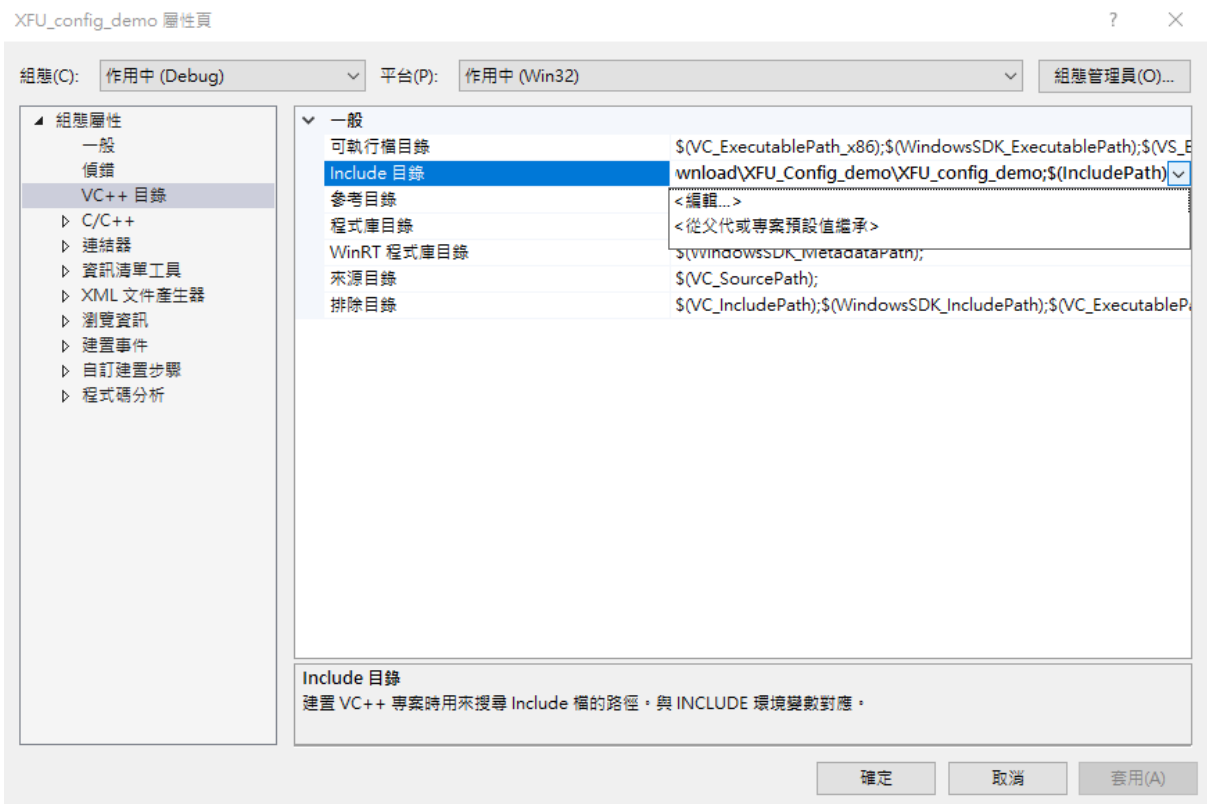 XFU_config_demo 屬性頁
組態(C): 作用中 (Debug) 平台(P): 作用中 (Win32) 組態管理員(O)...
組態屬性
一般
偵錯
VC++ 目錄
C/C++
連結器
資訊清單工具
XML 文件產生器
瀏覽資訊
建置事件
自訂建置步驟
程式碼分析
一般
可執行檔目錄 $(VC_ExecutablePath_x86);$(WindowsSDK_ExecutablePath);$(VS_E
Include 目錄 wnload\XFU_Config_demo\XFU_config_demo;$(IncludePath)
參考目錄 <編輯...>
程式庫目錄 <從父代或專案預設值繼承>
WinRT 程式庫目錄 $(WindowsSDK_MetadataPath);
來源目錄 $(VC_SourcePath);
排除目錄 $(VC_IncludePath);$(WindowsSDK_IncludePath);$(VC_ExecutableP
Include 目錄
建置 VC++ 專案時用來搜尋 Include 檔的路徑。與 INCLUDE 環境變數對應。
確定 取消 套用(A)